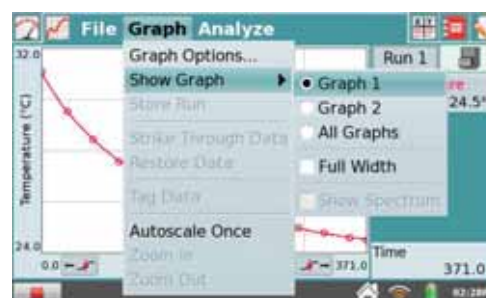 File Graph Analyze
32.0
Graph Options...
Run 1
Show Graph
Graph 1
re
Store Run
Graph 2
24.5°
Strike Through Data
All Graphs
Restore Data
Full Width
Tag Data
Show Spectrum
Temperature (°C)
Autoscale Once
24.0
Zoom In
Time
0.0
371.0
371.0
Zoom Out